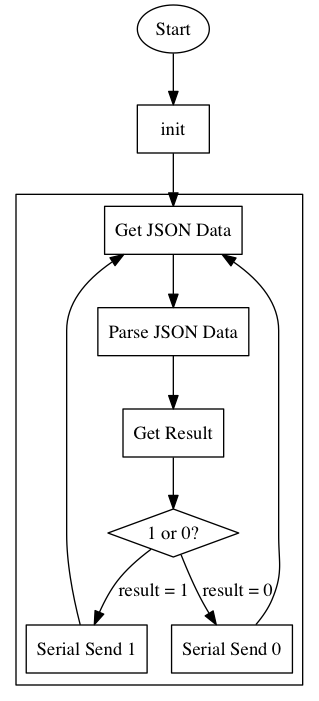 Start
init
Get JSON Data
Parse JSON Data
Get Result
1 or 0?
result = 1
result = 0
Serial Send 1
Serial Send 0